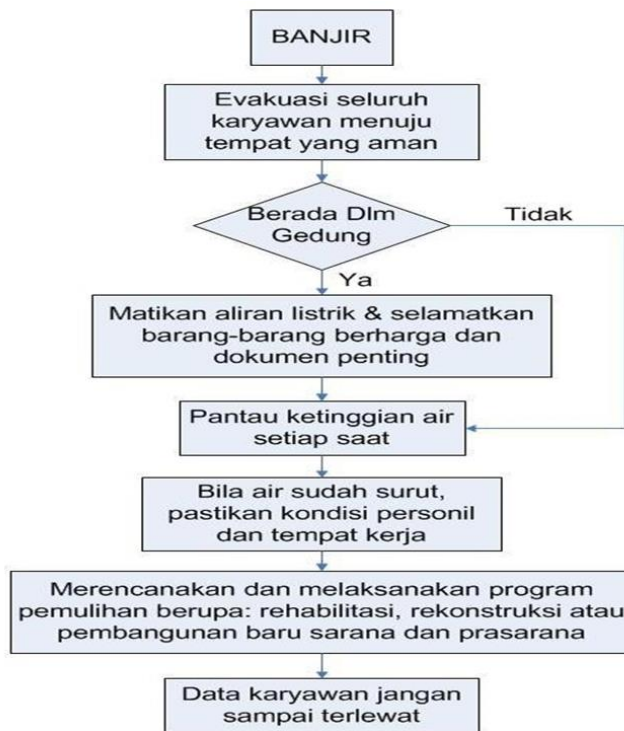 BANJIR
Evakuasi seluruh
karyawan menuju
tempat yang aman
Berada Dlm
Gedung
Tidak
Ya
Matikan aliran listrik & selamatkan
barang-barang berharga dan
dokumen penting
Pantau ketinggian air
setiap saat
Bila air sudah surut,
pastikan kondisi personil
dan tempat kerja
Merencanakan dan melaksanakan program
pemulihan berupa: rehabilitasi, rekonstruksi atau
pembangunan baru sarana dan prasarana
Data karyawan jangan
sampai terlewat